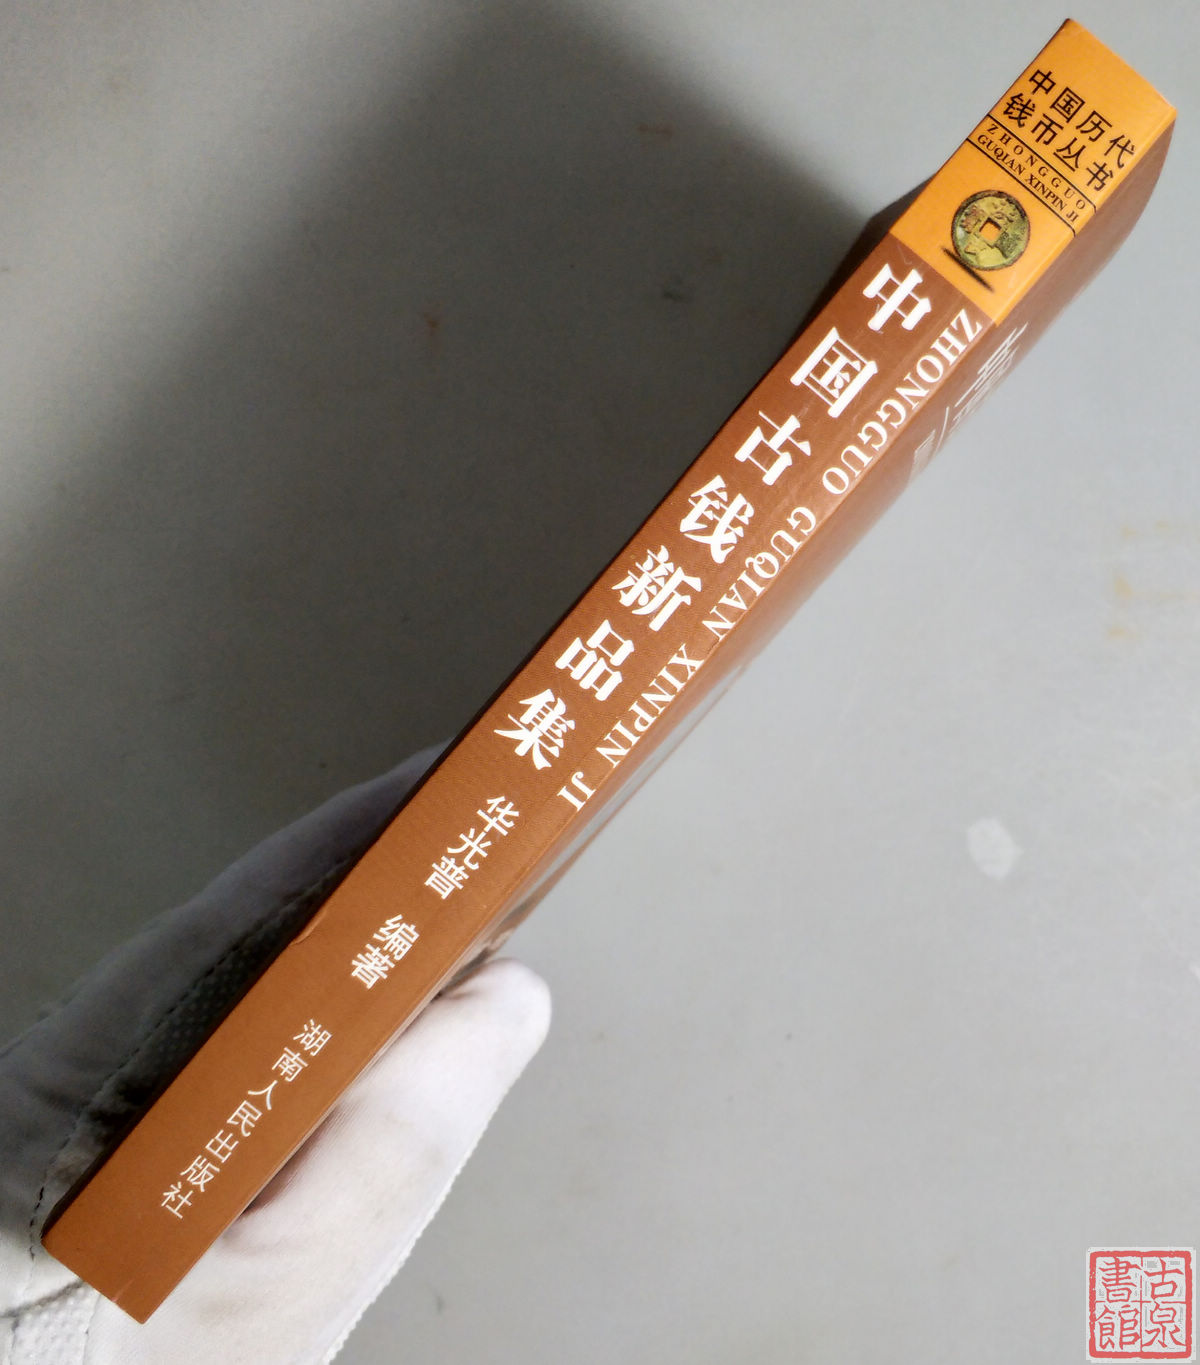 中国历代
钱币丛书
ZHONGGUO
GUQIAN XINPIN JI
中国古钱新品集
ZHONGGUO GUQIAN XINPIN JI
华光普 编著
湖南人民出版社
古泉
書館